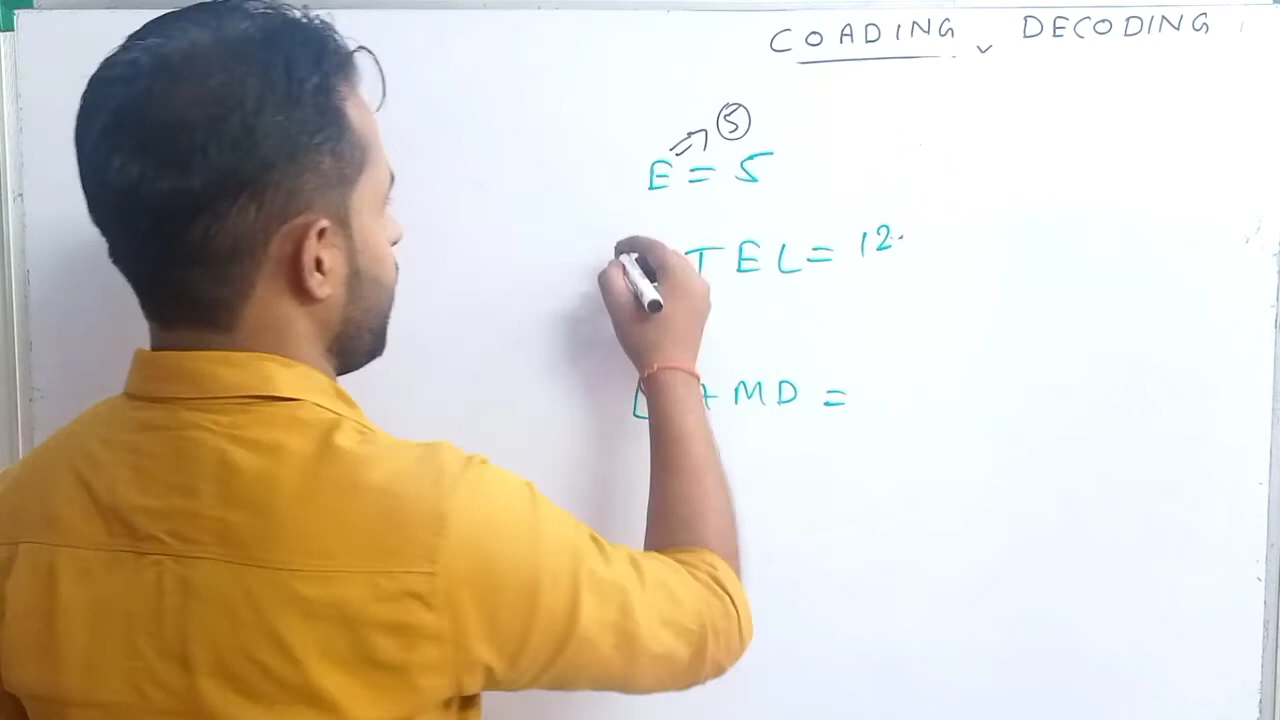 COADING, DECODING
5
E = 5
TEL = 12
MD =